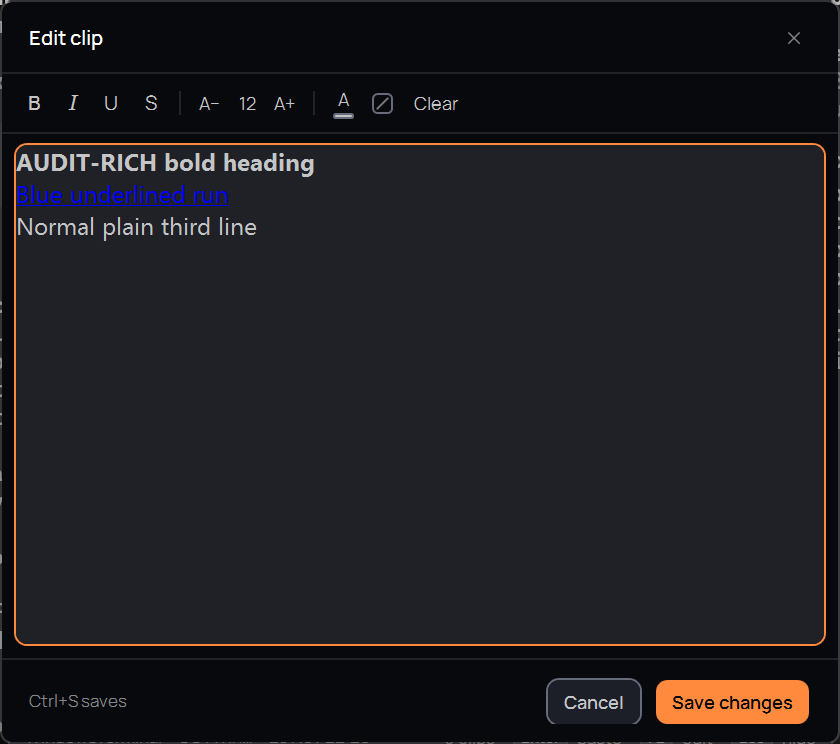 Edit clip
B I U S A− 12 A+ A Clear
AUDIT-RICH bold heading
Blue underlined run
Normal plain third line
Ctrl+S saves
Cancel
Save changes